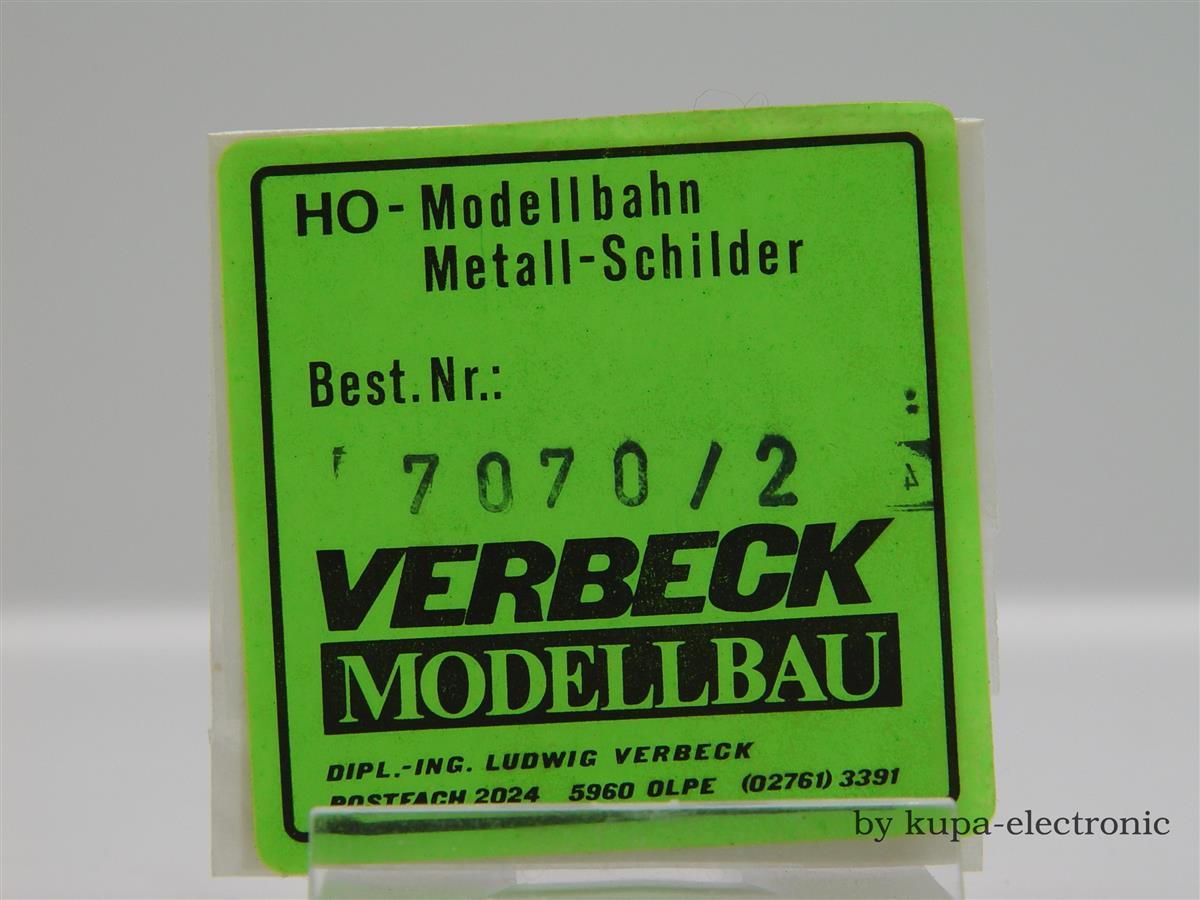 HO - Modellbahn
Metall-Schilder
Best. Nr.:
7070/2
VERBECK
MODELLBAU
DIPL.-ING. LUDWIG VERBECK
POSTFACH 2024 5960 OLPE (02761) 3391
by kupa-electronic